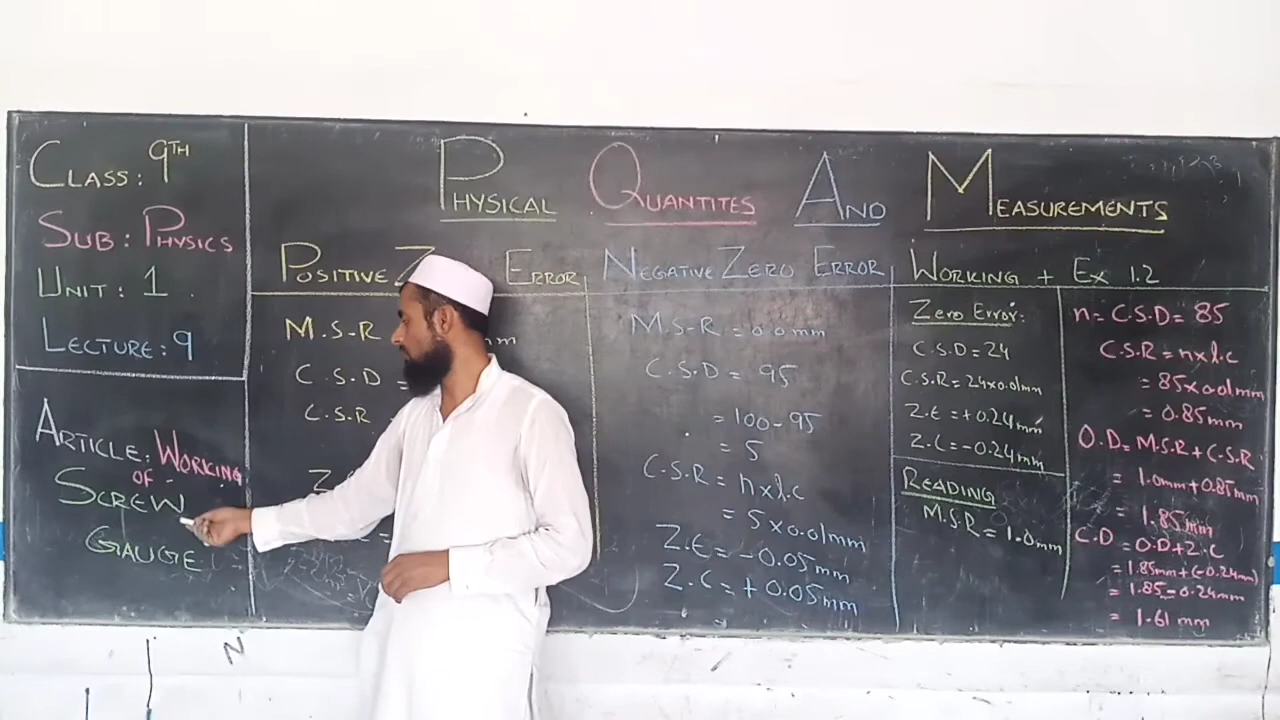 CLASS: 9TH
SUB: PHYSICS
UNIT: 1
LECTURE: 9
ARTICLE: WORKING
OF
SCREW
GAUGE
PHYSICAL QUANTITES AND MEASUREMENTS
POSITIVE Z ERROR
M.S.R
C.S.D =
C.S.R
NEGATIVE ZERO ERROR
M.S.R = 0.0mm
C.S.D = 95
= 100-95
= 5
C.S.R = n x l.c
= 5 x 0.01mm
Z.E = -0.05mm
Z.C = +0.05mm
WORKING + EX 1.2
Zero Error:
C.S.D = 24
C.S.R = 24x0.01mm
Z.E = +0.24mm
Z.C = -0.24mm
READING
M.S.R = 1.0mm
n = C.S.D = 85
C.S.R = n x l.c
= 85 x 0.01mm
= 0.85mm
O.D = M.S.R + C.S.R
= 1.0mm + 0.85mm
= 1.85mm
C.D = O.D + Z.C
= 1.85mm + (-0.24mm)
= 1.85 - 0.24mm
= 1.61 mm
N